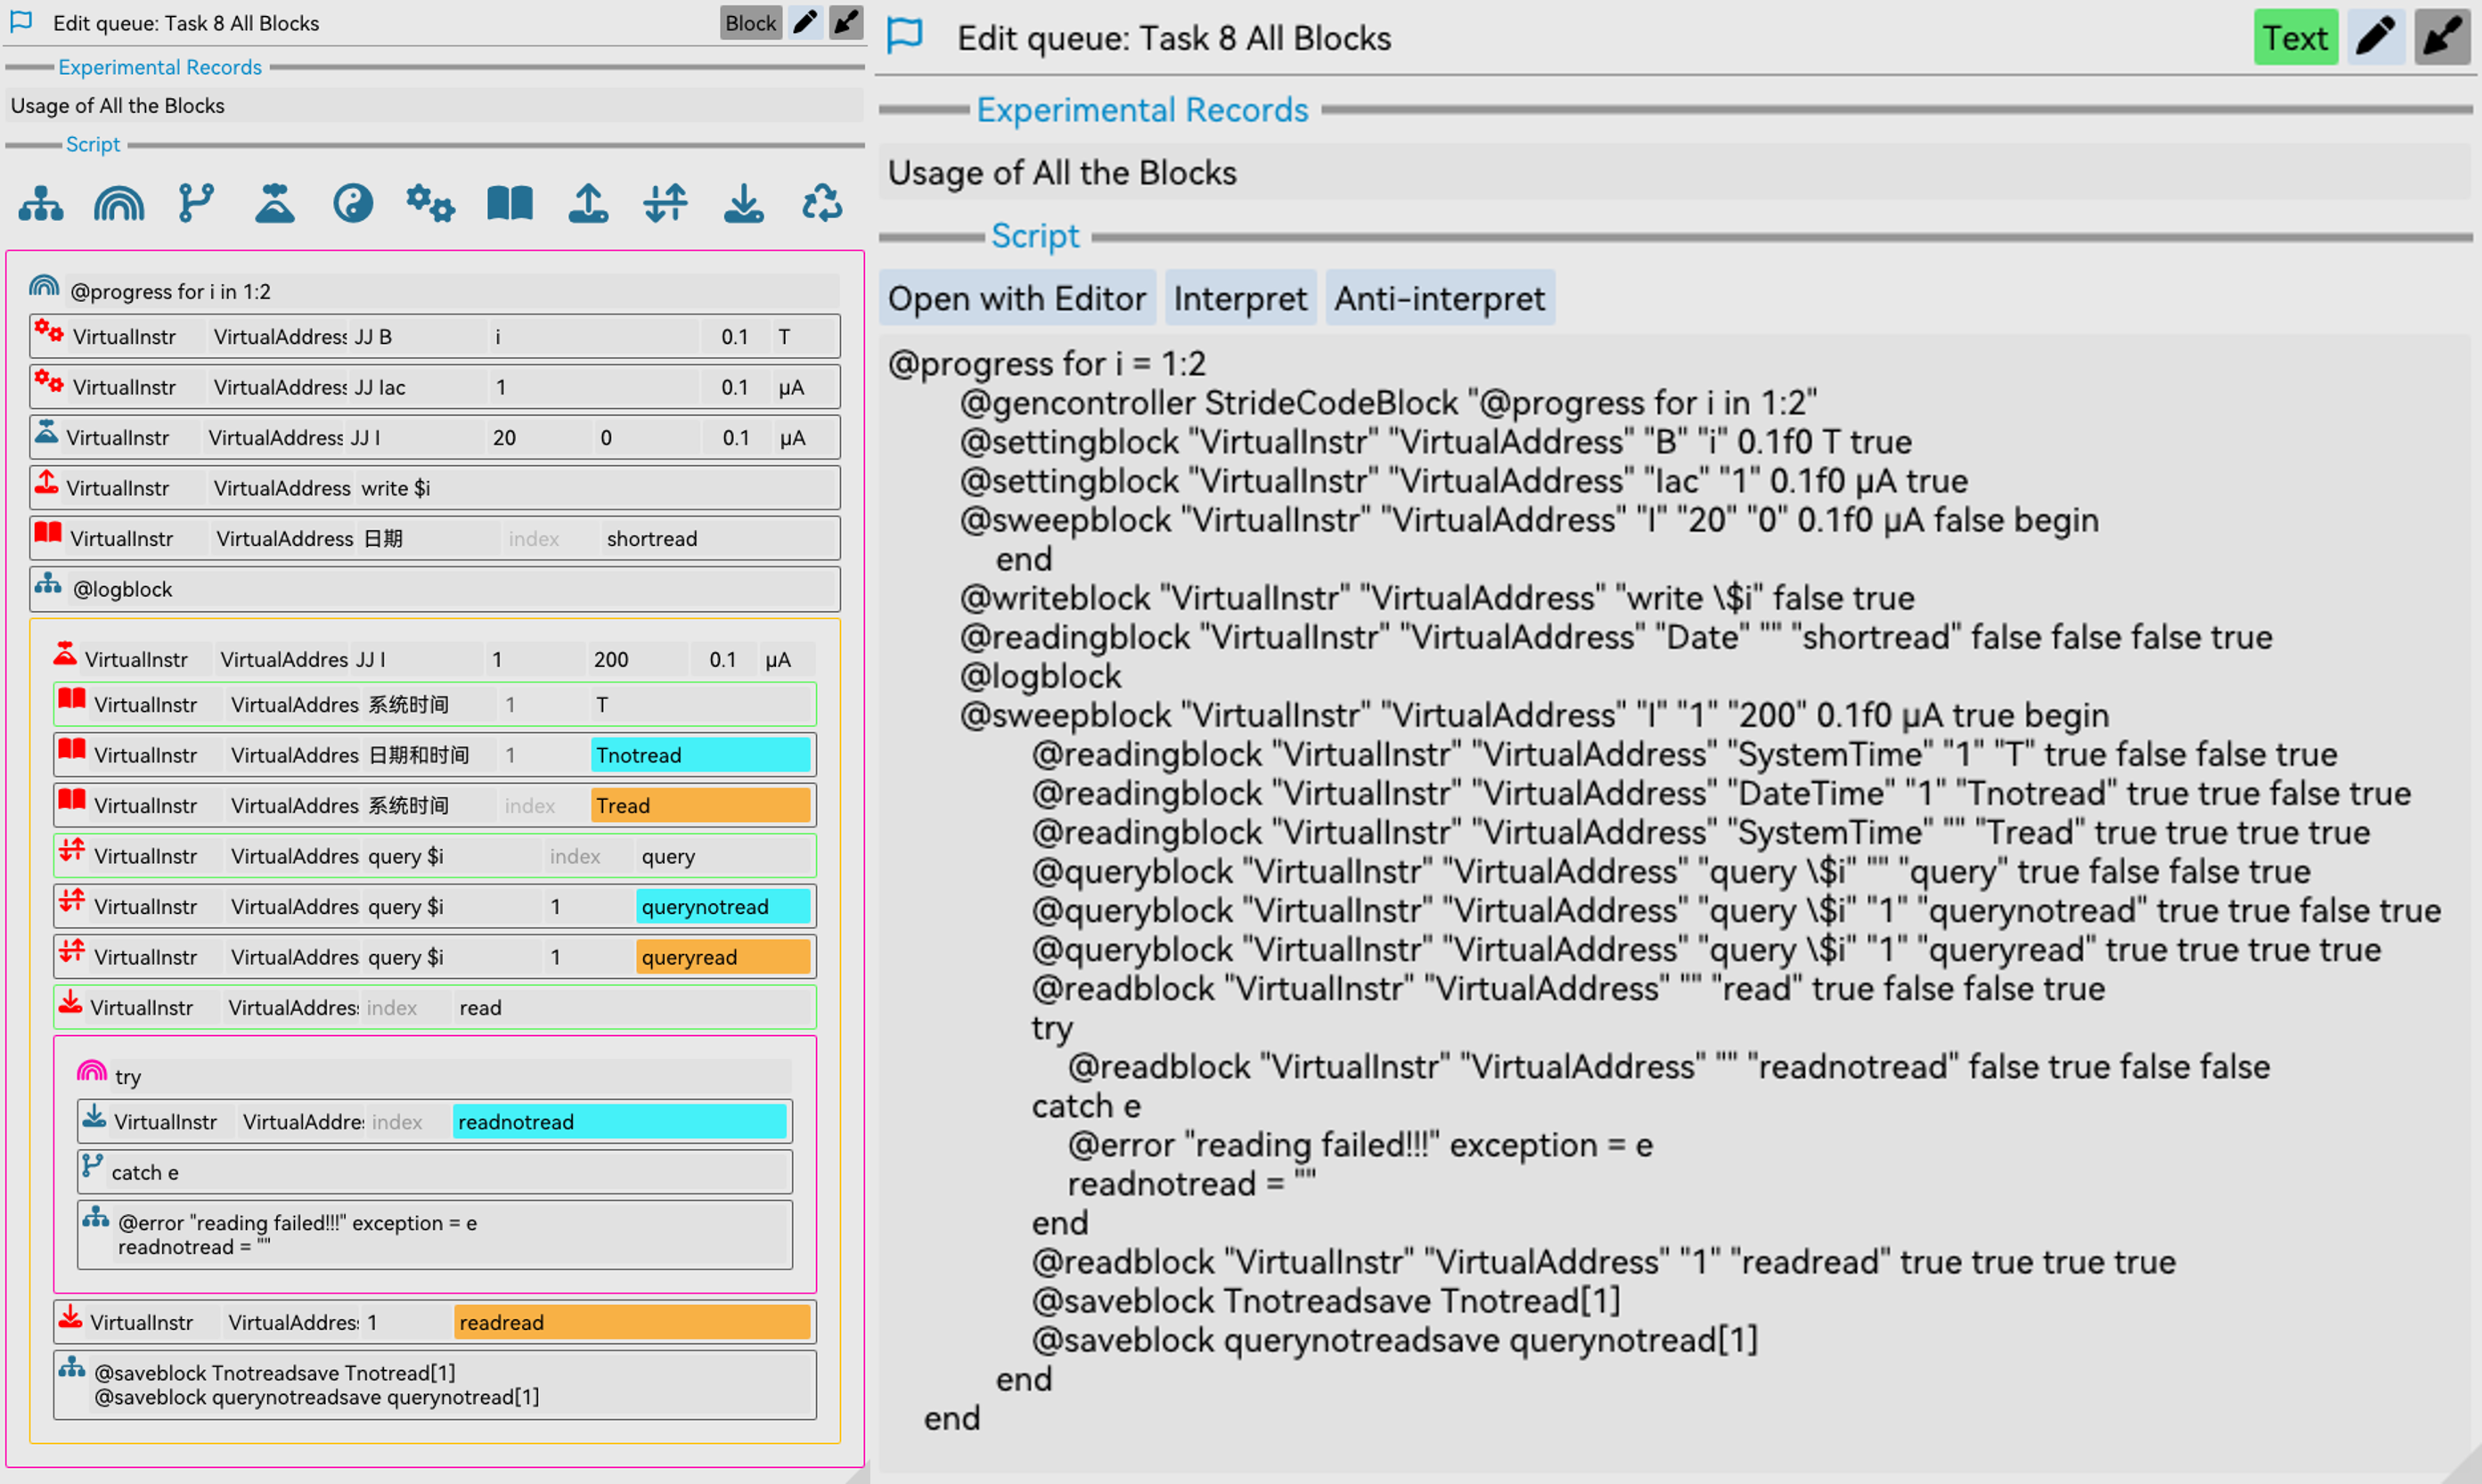 Edit queue: Task 8 All Blocks Block
Experimental Records
Usage of All the Blocks
Script
@progress for i in 1:2
VirtualInstr VirtualAddress JJ B i 0.1 T
VirtualInstr VirtualAddress JJ Iac 1 0.1 μA
VirtualInstr VirtualAddress JJ I 20 0 0.1 μA
VirtualInstr VirtualAddress write $i
VirtualInstr VirtualAddress 日期 index shortread
@logblock
VirtualInstr VirtualAddres JJ I 1 200 0.1 μA
VirtualInstr VirtualAddres 系统时间 1 T
VirtualInstr VirtualAddres 日期和时间 1 Tnotread
VirtualInstr VirtualAddres 系统时间 index Tread
VirtualInstr VirtualAddres query $i index query
VirtualInstr VirtualAddres query $i 1 querynotread
VirtualInstr VirtualAddres query $i 1 queryread
VirtualInstr VirtualAddres index read
try
VirtualInstr VirtualAddre index readnotread
catch e
@error "reading failed!!!" exception = e
readnotread = ""
VirtualInstr VirtualAddres 1 readread
@saveblock Tnotreadsave Tnotread[1]
@saveblock querynotreadsave querynotread[1]
Edit queue: Task 8 All Blocks Text
Experimental Records
Usage of All the Blocks
Script
Open with Editor Interpret Anti-interpret
@progress for i = 1:2
@gencontroller StrideCodeBlock "@progress for i in 1:2"
@settingblock "VirtualInstr" "VirtualAddress" "B" "i" 0.1f0 T true
@settingblock "VirtualInstr" "VirtualAddress" "Iac" "1" 0.1f0 μA true
@sweepblock "VirtualInstr" "VirtualAddress" "I" "20" "0" 0.1f0 μA false begin
end
@writeblock "VirtualInstr" "VirtualAddress" "write \$i" false true
@readingblock "VirtualInstr" "VirtualAddress" "Date" "" "shortread" false false false true
@logblock
@sweepblock "VirtualInstr" "VirtualAddress" "I" "1" "200" 0.1f0 μA true begin
@readingblock "VirtualInstr" "VirtualAddress" "SystemTime" "1" "T" true false false true
@readingblock "VirtualInstr" "VirtualAddress" "DateTime" "1" "Tnotread" true true false true
@readingblock "VirtualInstr" "VirtualAddress" "SystemTime" "" "Tread" true true true true
@queryblock "VirtualInstr" "VirtualAddress" "query \$i" "" "query" true false false true
@queryblock "VirtualInstr" "VirtualAddress" "query \$i" "1" "querynotread" true true false true
@queryblock "VirtualInstr" "VirtualAddress" "query \$i" "1" "queryread" true true true true
@readblock "VirtualInstr" "VirtualAddress" "" "read" true false false true
try
@readblock "VirtualInstr" "VirtualAddress" "" "readnotread" false true false false
catch e
@error "reading failed!!!" exception = e
readnotread = ""
end
@readblock "VirtualInstr" "VirtualAddress" "1" "readread" true true true true
@saveblock Tnotreadsave Tnotread[1]
@saveblock querynotreadsave querynotread[1]
end
end